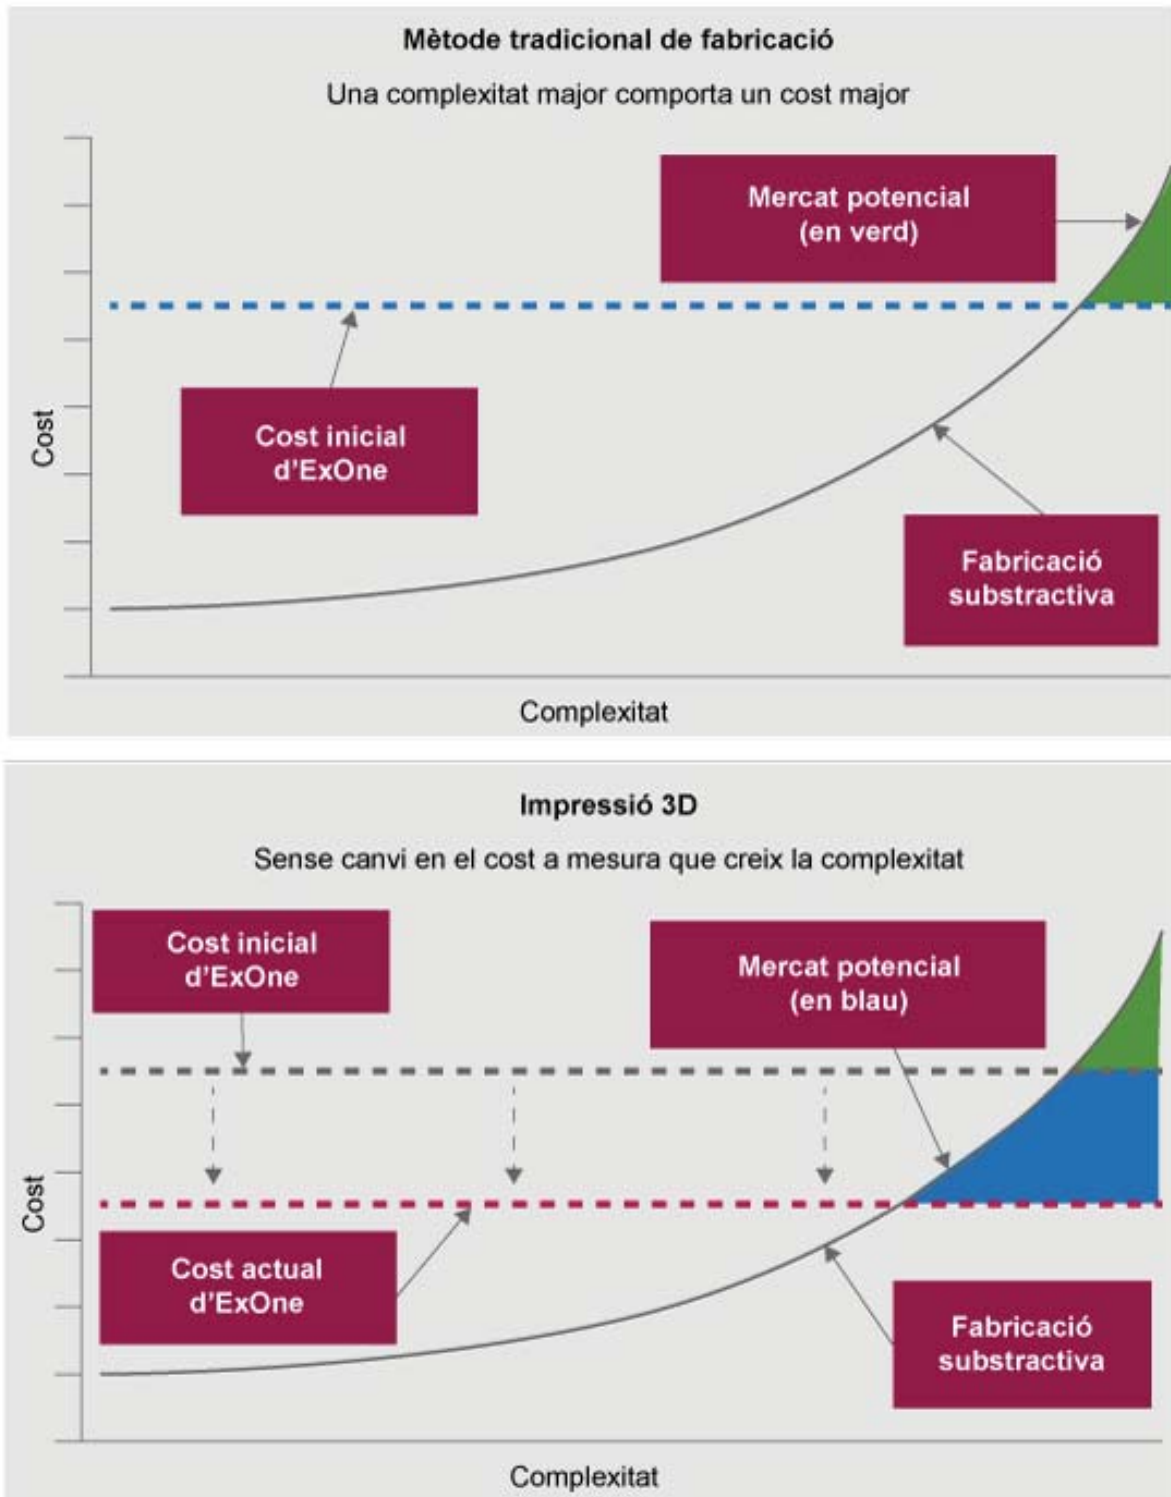 Mètode tradicional de fabricació
Una complexitat major comporta un cost major
Mercat potencial
(en verd)
Cost inicial
d'ExOne
Cost
Fabricació
substractiva
Complexitat
Impressió 3D
Sense canvi en el cost a mesura que creix la complexitat
Cost inicial
d'ExOne
Mercat potencial
(en blau)
Cost
Cost actual
d'ExOne
Fabricació
substractiva
Complexitat